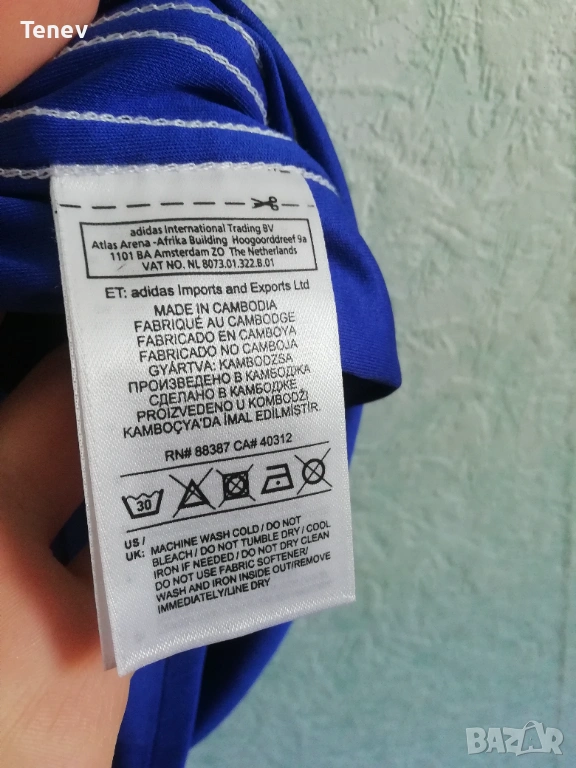 Tenev
adidas International Trading BV
Atlas Arena -Afrika Building Hoogoorddreef 9a
1101 BA Amsterdam ZO The Netherlands
VAT NO. NL 8073.01.322.B.01
ET: adidas Imports and Exports Ltd
MADE IN CAMBODIA
FABRIQUÉ AU CAMBODGE
FABRICADO EN CAMBOYA
FABRICADO NO CAMBOJA
GYÁRTVA: KAMBODZSA
ПРОИЗВЕДЕНО В КАМБОДЖА
СДЕЛАНО В КАМБОДЖЕ
PROIZVEDENO U KOMBODŽI
KAMBOÇYA'DA İMAL EDİLMİŞTİR.
RN# 88387 CA# 40312
30
US / UK: MACHINE WASH COLD / DO NOT
BLEACH / DO NOT TUMBLE DRY / COOL
IRON IF NEEDED / DO NOT DRY CLEAN
DO NOT USE FABRIC SOFTENER/
WASH AND IRON INSIDE OUT/REMOVE
IMMEDIATELY/LINE DRY
BAZAR